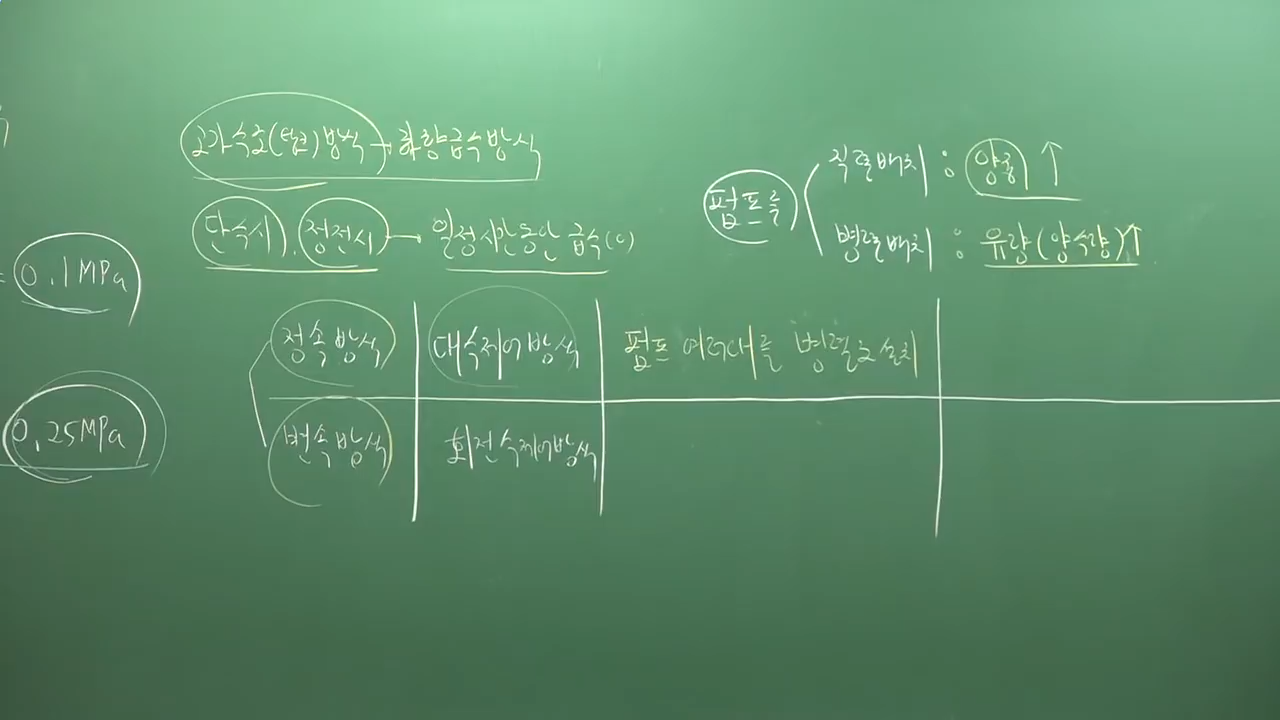 = 0.1MPa
0.25MPa
고가수조(탱크)방식 → 하향급수방식
단수시, 정전시 → 일정시간동안 급수(O)
펌프를
직렬배치 : 양정 ↑
병렬배치 : 유량(양수량)↑
정속방식 대수제어방식 펌프 여러대를 병렬로 설치
변속방식 회전수제어방식